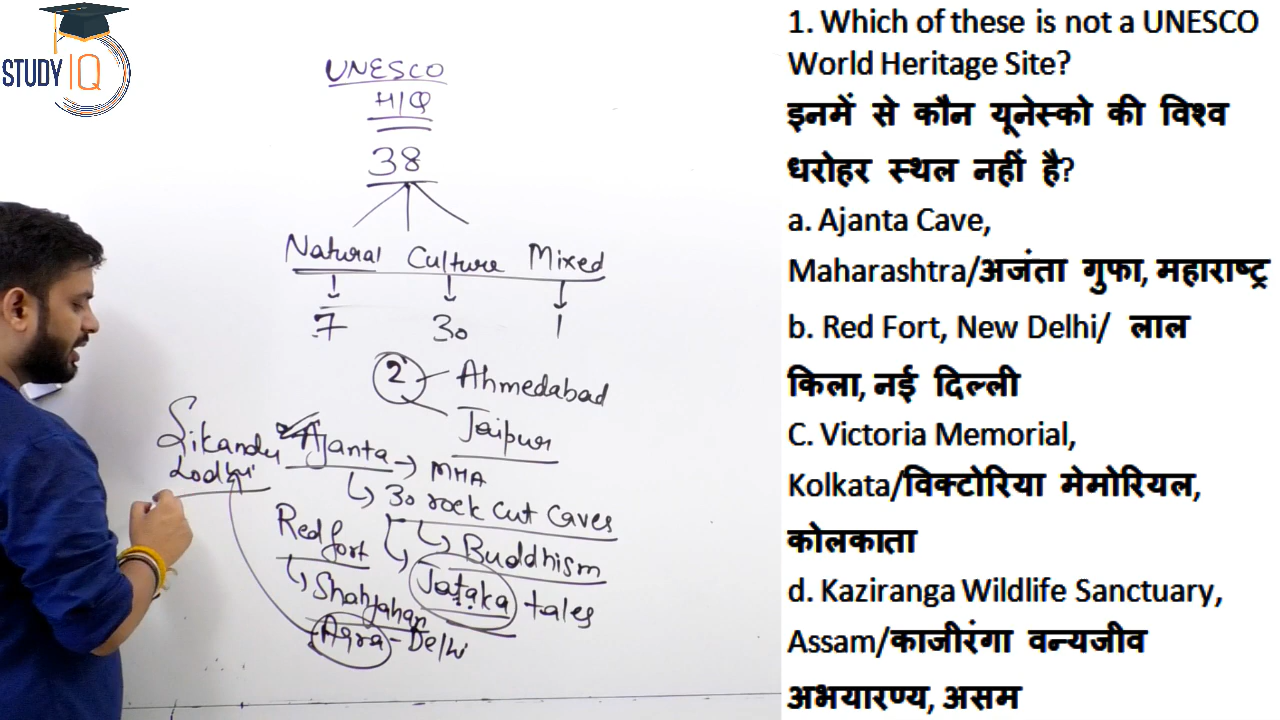 STUDY IQ
UNESCO
H/Q
38
Natural Culture Mixed
7 30 1
2 Ahmedabad
Jaipur
Sikandar
Lodhi
Ajanta → MHA
30 rock cut caves
Buddhism
Jataka tales
Red fort
Shahjahan
Agra - Delhi
1. Which of these is not a UNESCO
World Heritage Site?
इनमें से कौन यूनेस्को की विश्व
धरोहर स्थल नहीं है?
a. Ajanta Cave,
Maharashtra/अजंता गुफा, महाराष्ट्र
b. Red Fort, New Delhi/ लाल
किला, नई दिल्ली
C. Victoria Memorial,
Kolkata/विक्टोरिया मेमोरियल,
कोलकाता
d. Kaziranga Wildlife Sanctuary,
Assam/काजीरंगा वन्यजीव
अभयारण्य, असम